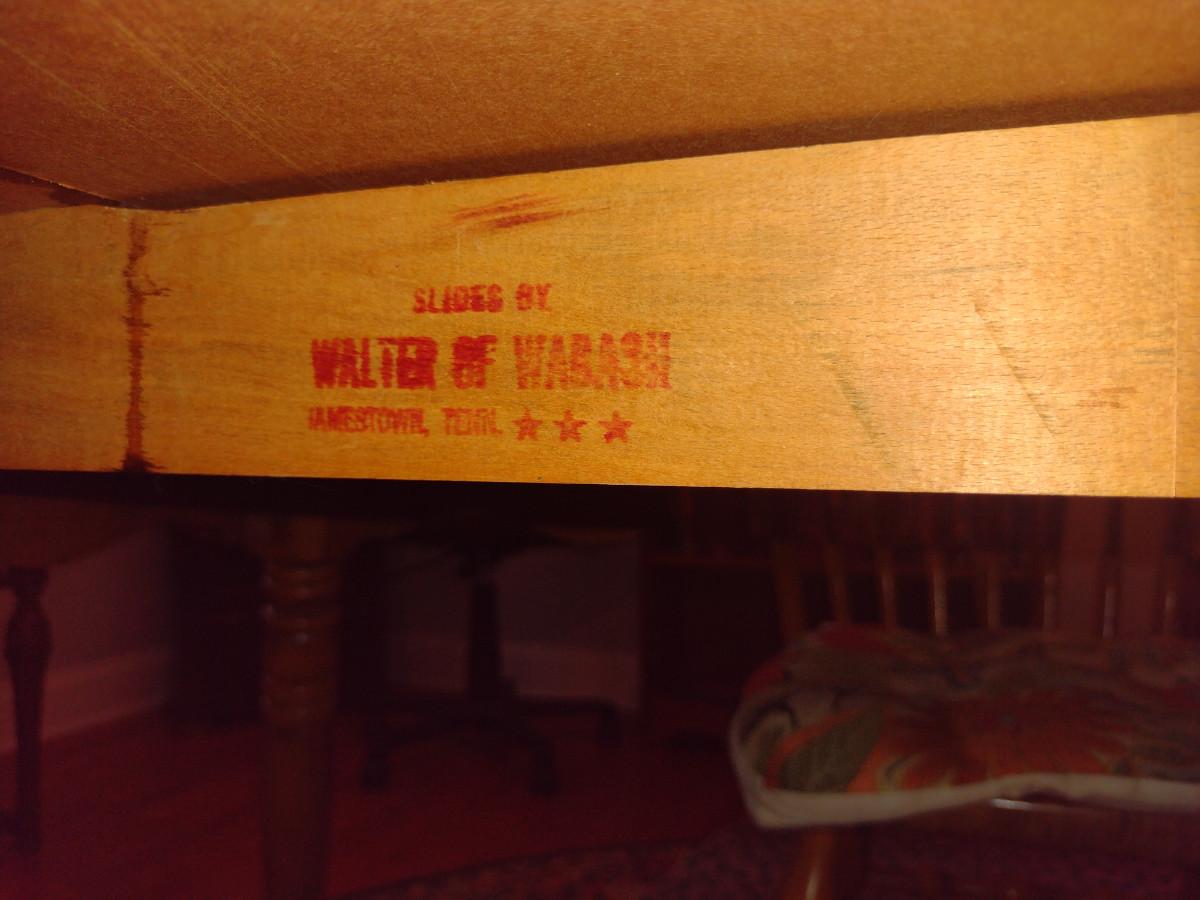 SLIDES BY
WALTER OF WABASH
JAMESTOWN, TENN. ★ ★ ★